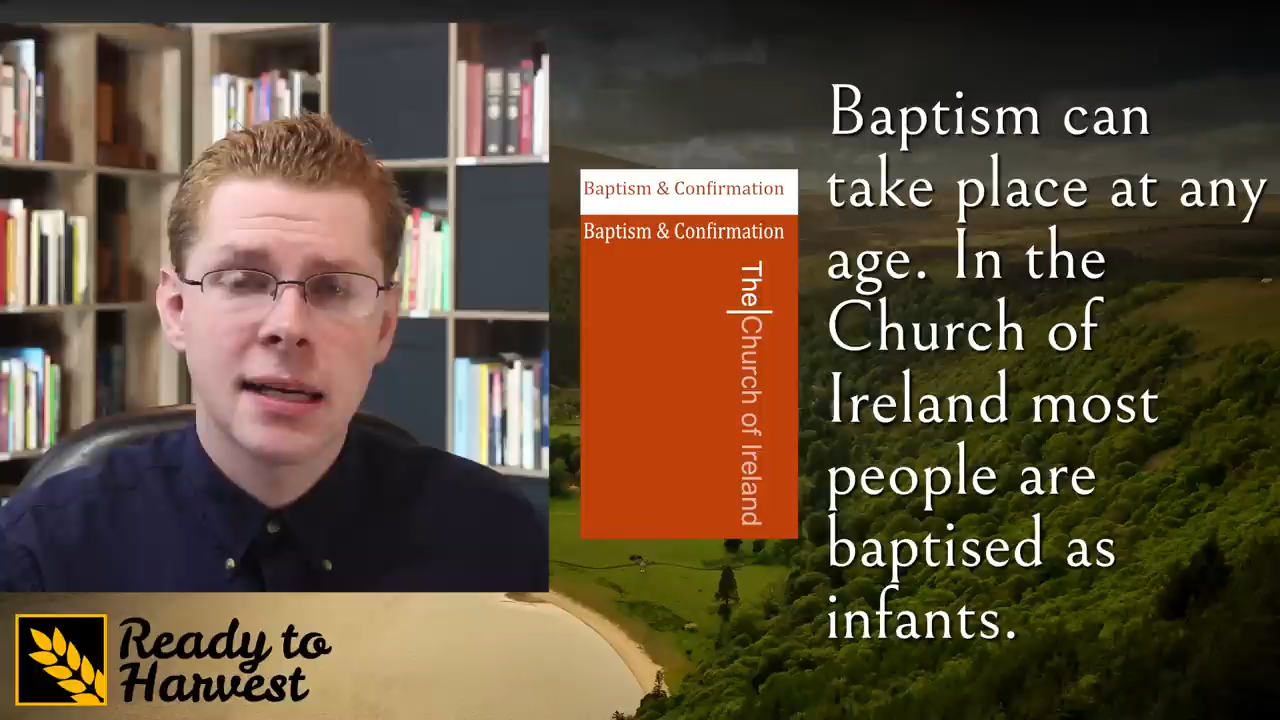 Baptism & Confirmation
Baptism & Confirmation
The Church of Ireland
Baptism can
take place at any
age. In the
Church of
Ireland most
people are
baptised as
infants.
Ready to
Harvest